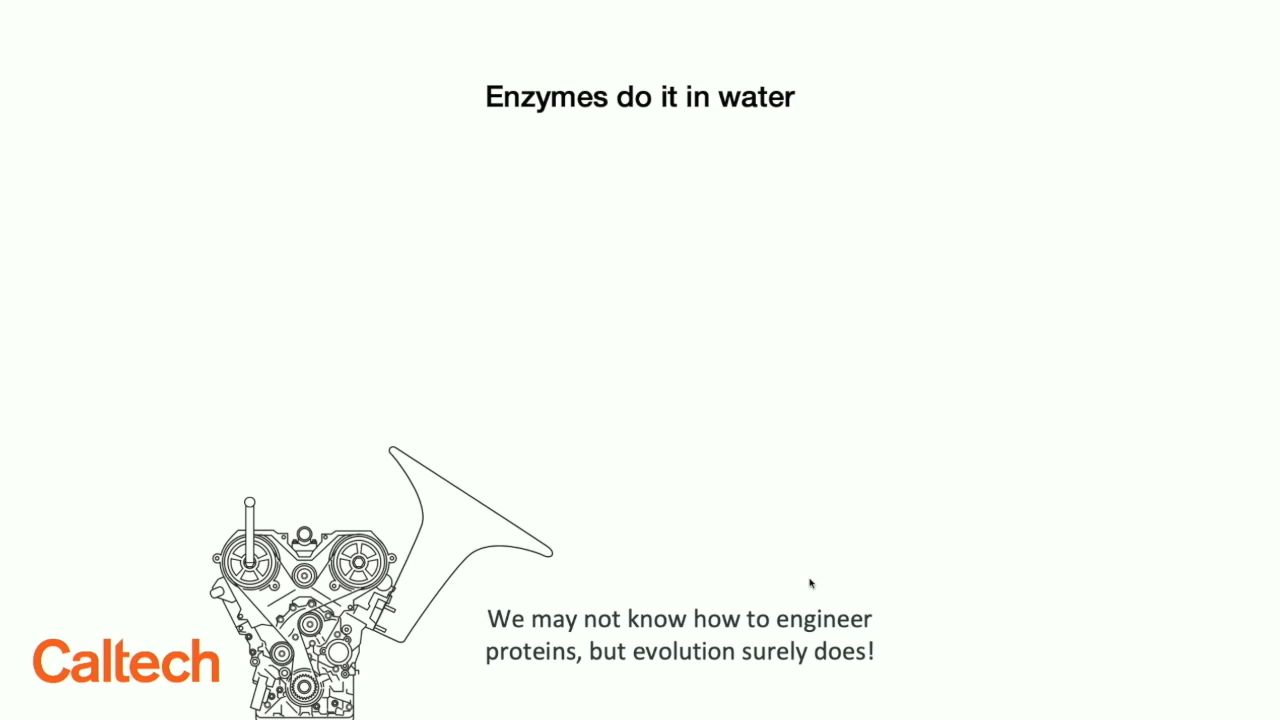 Enzymes do it in water
We may not know how to engineer
proteins, but evolution surely does!
Caltech